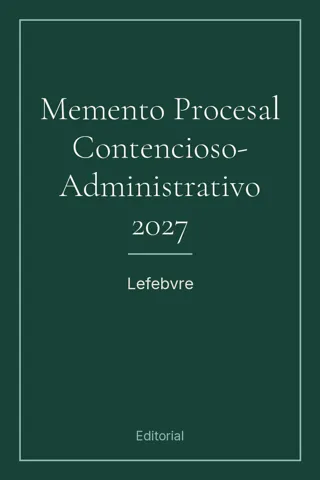 Memento Procesal
Contencioso-
Administrativo
2027
Lefebvre
Editorial